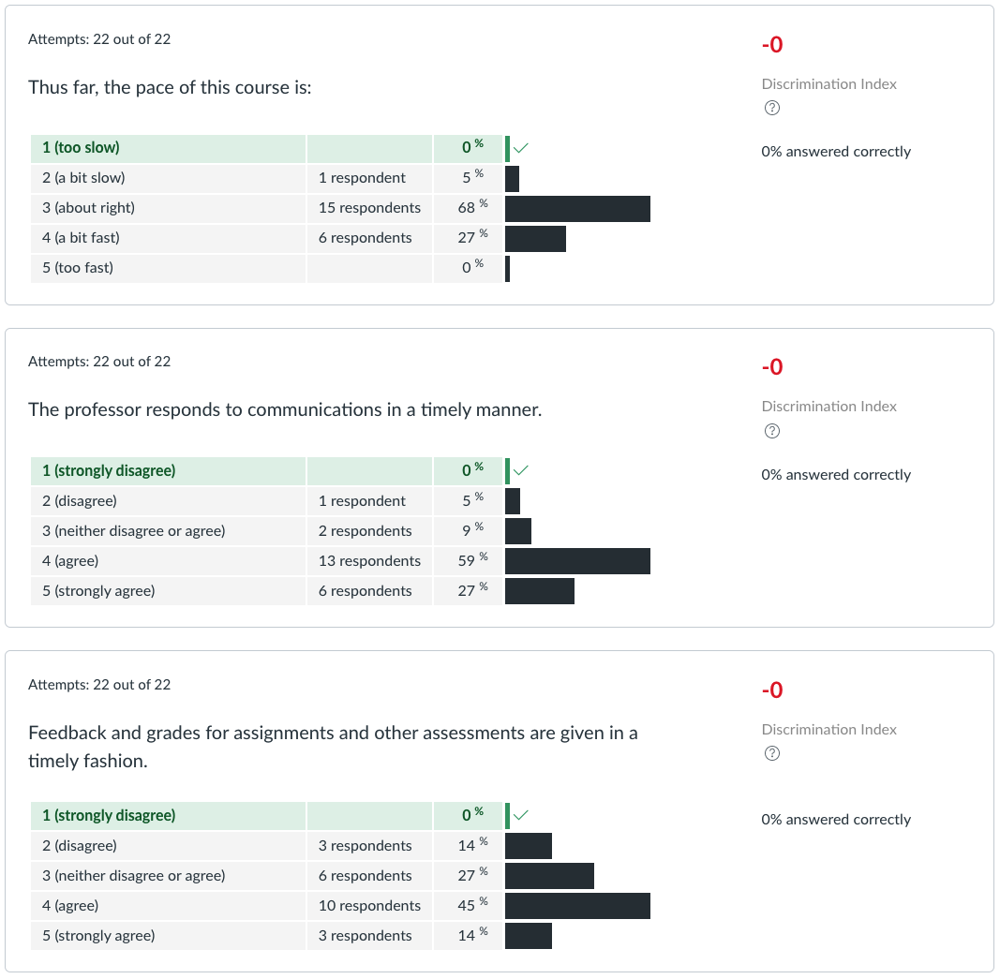 Attempts: 22 out of 22
-0
Discrimination Index
?
Thus far, the pace of this course is:
0% answered correctly
1 (too slow) 0 %
2 (a bit slow) 1 respondent 5 %
3 (about right) 15 respondents 68 %
4 (a bit fast) 6 respondents 27 %
5 (too fast) 0 %
Attempts: 22 out of 22
-0
Discrimination Index
?
The professor responds to communications in a timely manner.
0% answered correctly
1 (strongly disagree) 0 %
2 (disagree) 1 respondent 5 %
3 (neither disagree or agree) 2 respondents 9 %
4 (agree) 13 respondents 59 %
5 (strongly agree) 6 respondents 27 %
Attempts: 22 out of 22
-0
Discrimination Index
?
Feedback and grades for assignments and other assessments are given in a
timely fashion.
0% answered correctly
1 (strongly disagree) 0 %
2 (disagree) 3 respondents 14 %
3 (neither disagree or agree) 6 respondents 27 %
4 (agree) 10 respondents 45 %
5 (strongly agree) 3 respondents 14 %